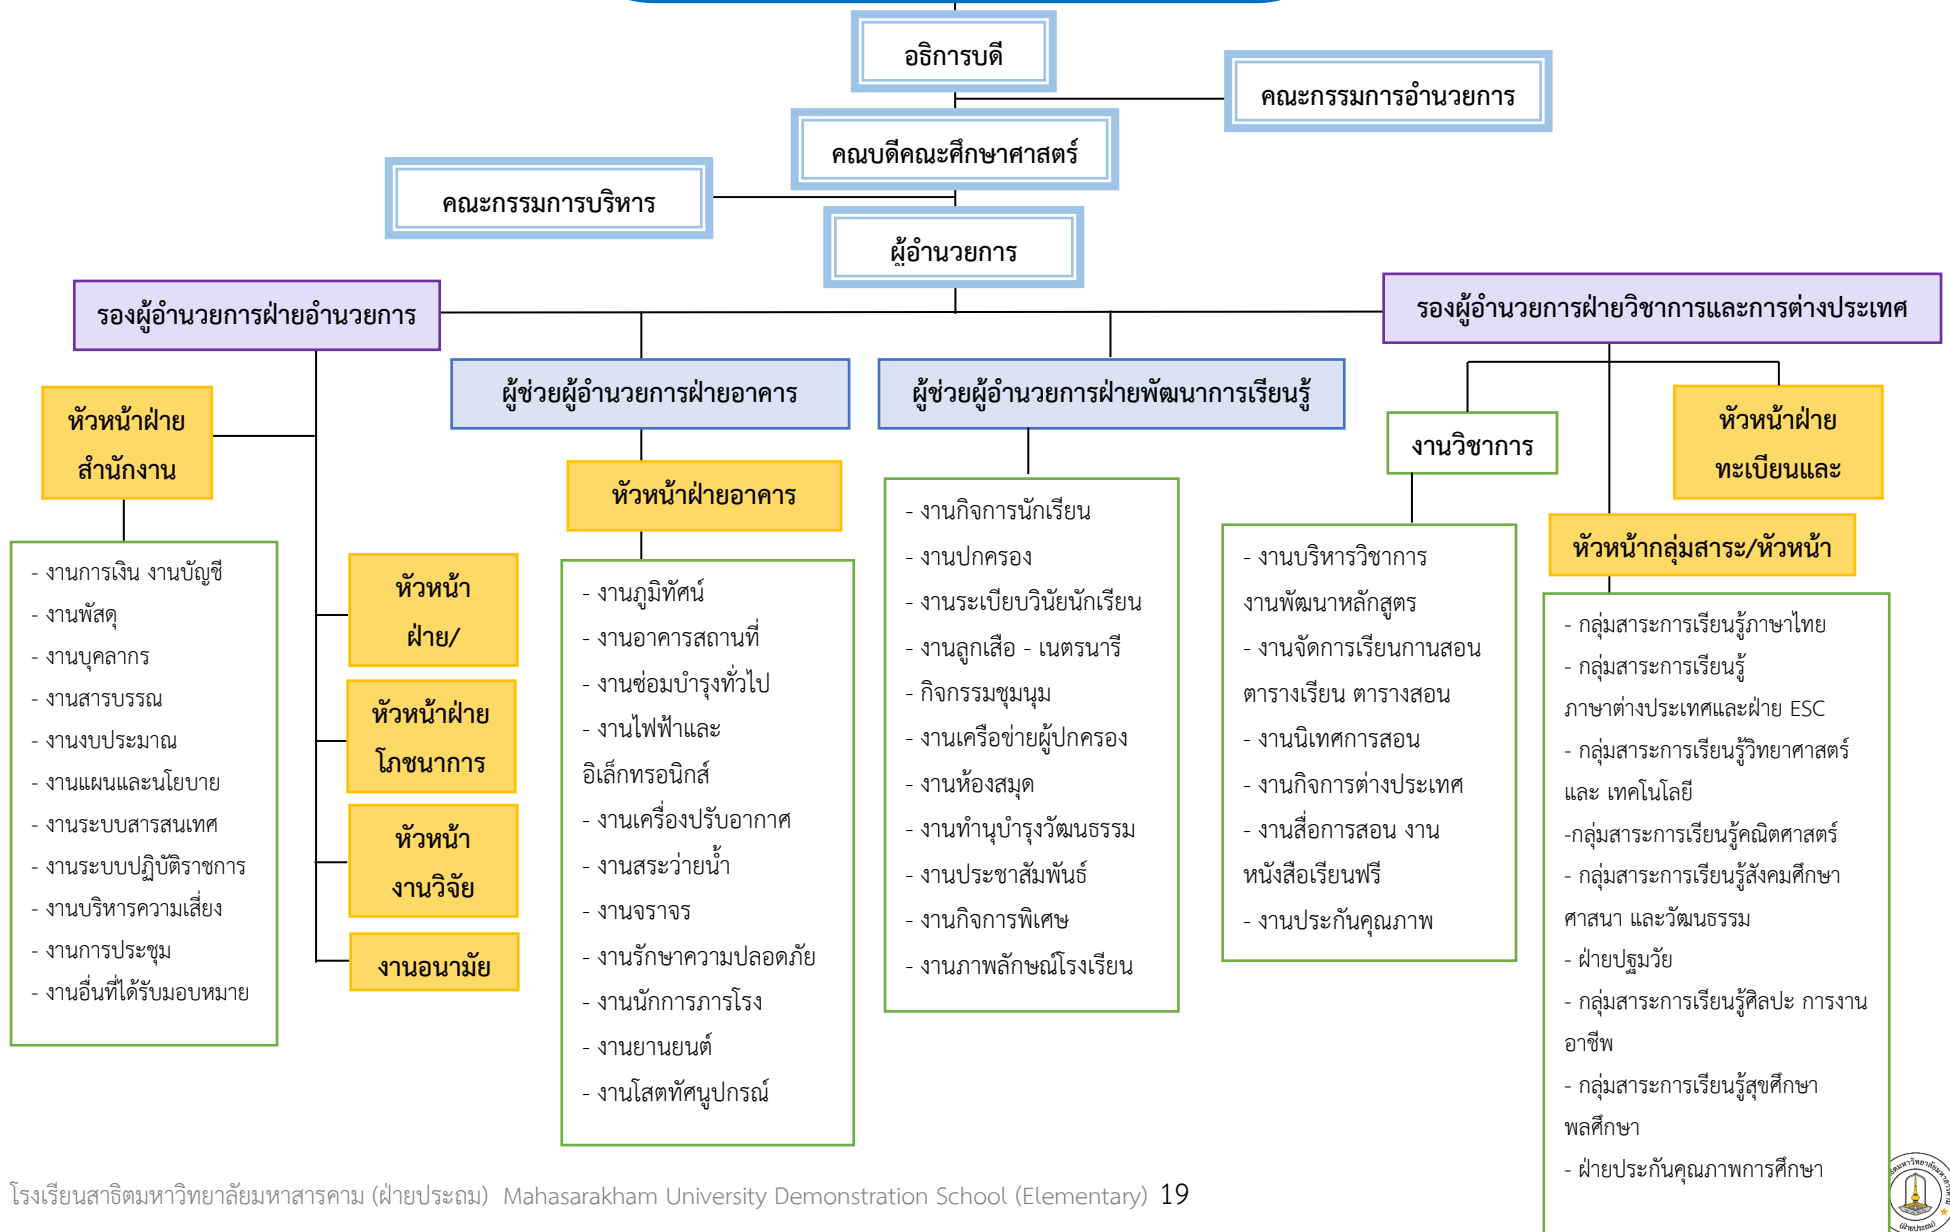 อธิการบดี
คณะกรรมการอำนวยการ
คณบดีคณะศึกษาศาสตร์
คณะกรรมการบริหาร
ผู้อำนวยการ
รองผู้อำนวยการฝ่ายอำนวยการ
รองผู้อำนวยการฝ่ายวิชาการและการต่างประเทศ
ผู้ช่วยผู้อำนวยการฝ่ายอาคาร
ผู้ช่วยผู้อำนวยการฝ่ายพัฒนาการเรียนรู้
หัวหน้าฝ่าย
สำนักงาน
- งานการเงิน งานบัญชี
- งานพัสดุ
- งานบุคลากร
- งานสารบรรณ
- งานงบประมาณ
- งานแผนและนโยบาย
- งานระบบสารสนเทศ
- งานระบบปฏิบัติราชการ
- งานบริหารความเสี่ยง
- งานการประชุม
- งานอื่นที่ได้รับมอบหมาย
หัวหน้า
ฝ่าย/
หัวหน้าฝ่าย
โภชนาการ
หัวหน้า
งานวิจัย
งานอนามัย
หัวหน้าฝ่ายอาคาร
- งานภูมิทัศน์
- งานอาคารสถานที่
- งานซ่อมบำรุงทั่วไป
- งานไฟฟ้าและ
อิเล็กทรอนิกส์
- งานเครื่องปรับอากาศ
- งานสระว่ายน้ำ
- งานจราจร
- งานรักษาความปลอดภัย
- งานนักการภารโรง
- งานยานยนต์
- งานโสตทัศนูปกรณ์
- งานกิจการนักเรียน
- งานปกครอง
- งานระเบียบวินัยนักเรียน
- งานลูกเสือ - เนตรนารี
- กิจกรรมชุมนุม
- งานเครือข่ายผู้ปกครอง
- งานห้องสมุด
- งานทำนุบำรุงวัฒนธรรม
- งานประชาสัมพันธ์
- งานกิจการพิเศษ
- งานภาพลักษณ์โรงเรียน
งานวิชาการ
- งานบริหารวิชาการ
งานพัฒนาหลักสูตร
- งานจัดการเรียนกานสอน
ตารางเรียน ตารางสอน
- งานนิเทศการสอน
- งานกิจการต่างประเทศ
- งานสื่อการสอน งาน
หนังสือเรียนฟรี
- งานประกันคุณภาพ
หัวหน้าฝ่าย
ทะเบียนและ
หัวหน้ากลุ่มสาระ/หัวหน้า
- กลุ่มสาระการเรียนรู้ภาษาไทย
- กลุ่มสาระการเรียนรู้
ภาษาต่างประเทศและฝ่าย ESC
- กลุ่มสาระการเรียนรู้วิทยาศาสตร์
และ เทคโนโลยี
-กลุ่มสาระการเรียนรู้คณิตศาสตร์
- กลุ่มสาระการเรียนรู้สังคมศึกษา
ศาสนา และวัฒนธรรม
- ฝ่ายปฐมวัย
- กลุ่มสาระการเรียนรู้ศิลปะ การงาน
อาชีพ
- กลุ่มสาระการเรียนรู้สุขศึกษา
พลศึกษา
- ฝ่ายประกันคุณภาพการศึกษา
โรงเรียนสาธิตมหาวิทยาลัยมหาสารคาม (ฝ่ายประถม) Mahasarakham University Demonstration School (Elementary) 19
(ฝ่ายประถม)